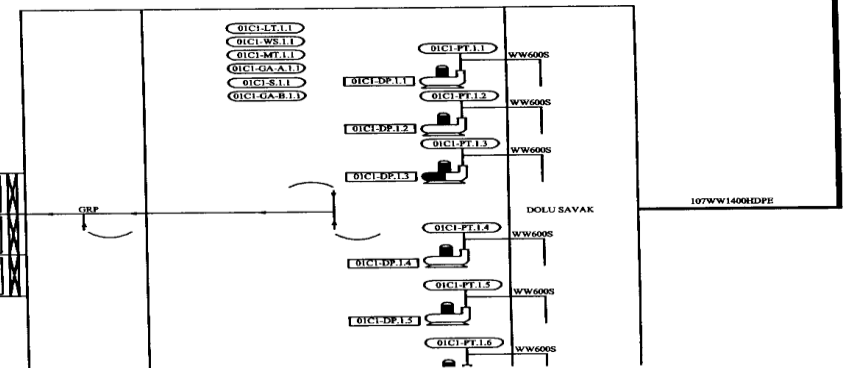 01C1-LT.1.1
01C1-WS.1.1
01C1-MT.1.1
01C1-GA-A.1.1
01C1-S.1.1
01C1-GA-B.1.1
01C1-PT.1.1
WW600S
01C1-DP.1.1
01C1-PT.1.2
WW600S
01C1-DP.1.2
01C1-PT.1.3
WW600S
01C1-DP.1.3
GRP
DOLU SAVAK
107WW1400HDPE
01C1-PT.1.4
WW600S
01C1-DP.1.4
01C1-PT.1.5
WW600S
01C1-DP.1.5
01C1-PT.1.6
WW600S